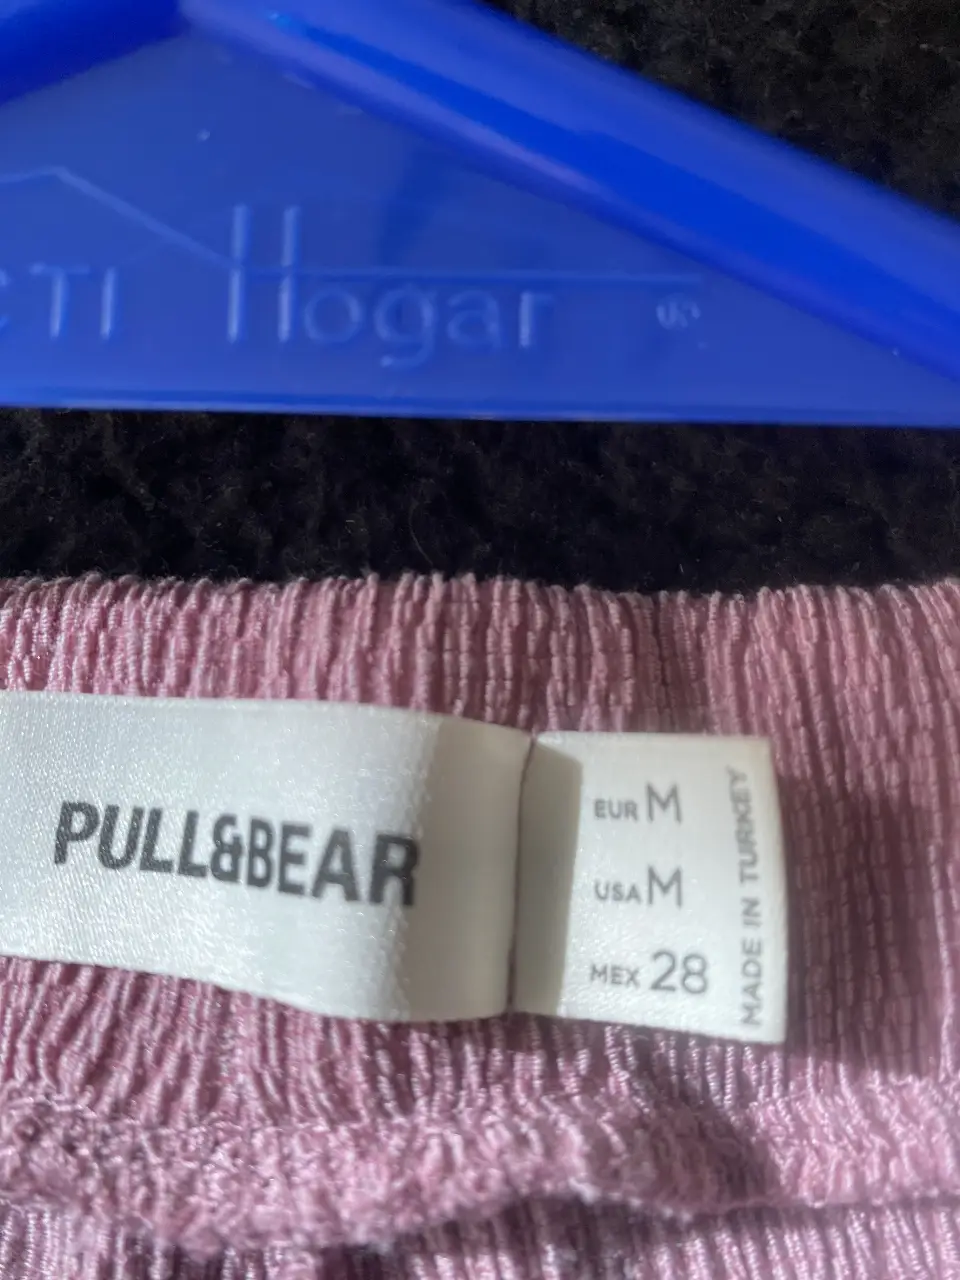 Hogar ®
PULL&BEAR
EUR M
USA M
MEX 28
MADE IN TURKEY